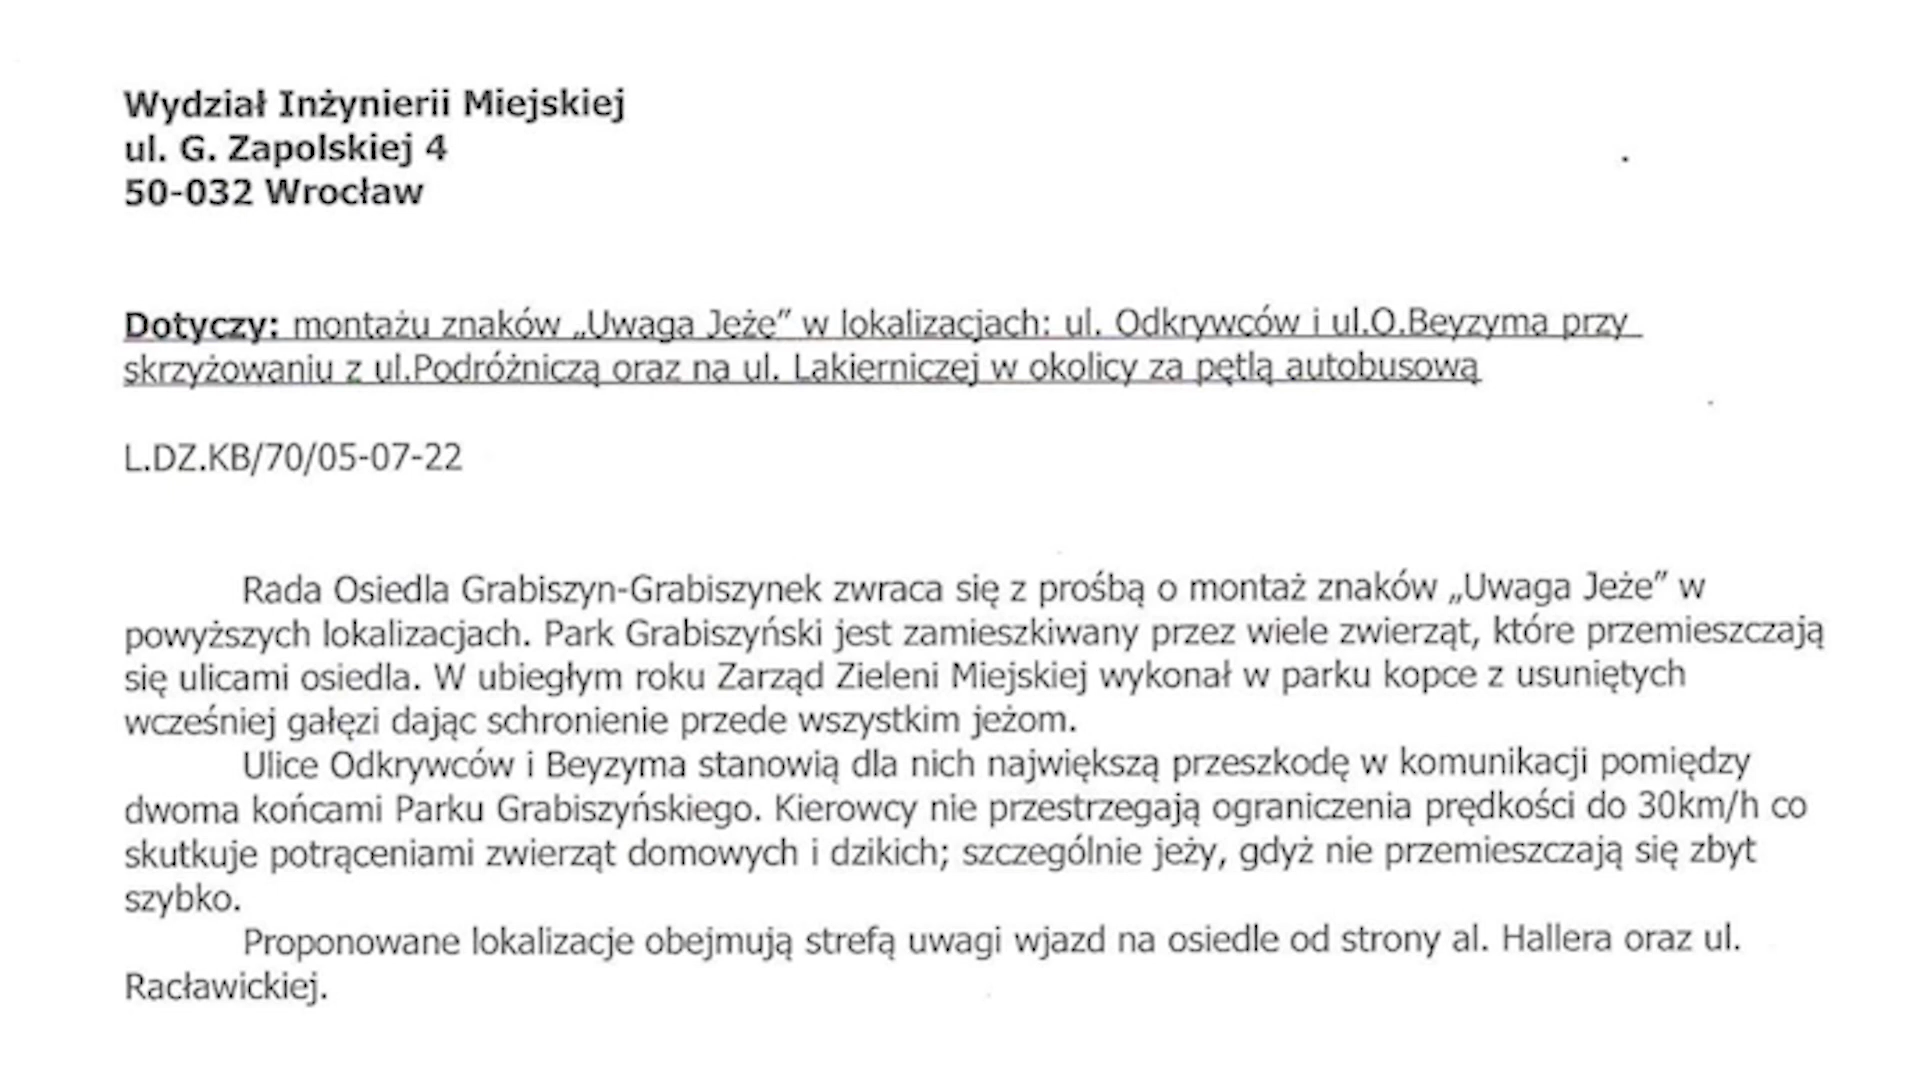 Wydział Inżynierii Miejskiej
ul. G. Zapolskiej 4
50-032 Wrocław
Dotyczy: montażu znaków „Uwaga Jeże” w lokalizacjach: ul. Odkrywców i ul.O.Beyzyma przy
skrzyżowaniu z ul.Podróżniczą oraz na ul. Lakierniczej w okolicy za pętlą autobusową
L.DZ.KB/70/05-07-22
Rada Osiedla Grabiszyn-Grabiszynek zwraca się z prośbą o montaż znaków „Uwaga Jeże” w
powyższych lokalizacjach. Park Grabiszyński jest zamieszkiwany przez wiele zwierząt, które przemieszczają
się ulicami osiedla. W ubiegłym roku Zarząd Zieleni Miejskiej wykonał w parku kopce z usuniętych
wcześniej gałęzi dając schronienie przede wszystkim jeżom.
Ulice Odkrywców i Beyzyma stanowią dla nich największą przeszkodę w komunikacji pomiędzy
dwoma końcami Parku Grabiszyńskiego. Kierowcy nie przestrzegają ograniczenia prędkości do 30km/h co
skutkuje potrąceniami zwierząt domowych i dzikich; szczególnie jeży, gdyż nie przemieszczają się zbyt
szybko.
Proponowane lokalizacje obejmują strefą uwagi wjazd na osiedle od strony al. Hallera oraz ul.
Racławickiej.